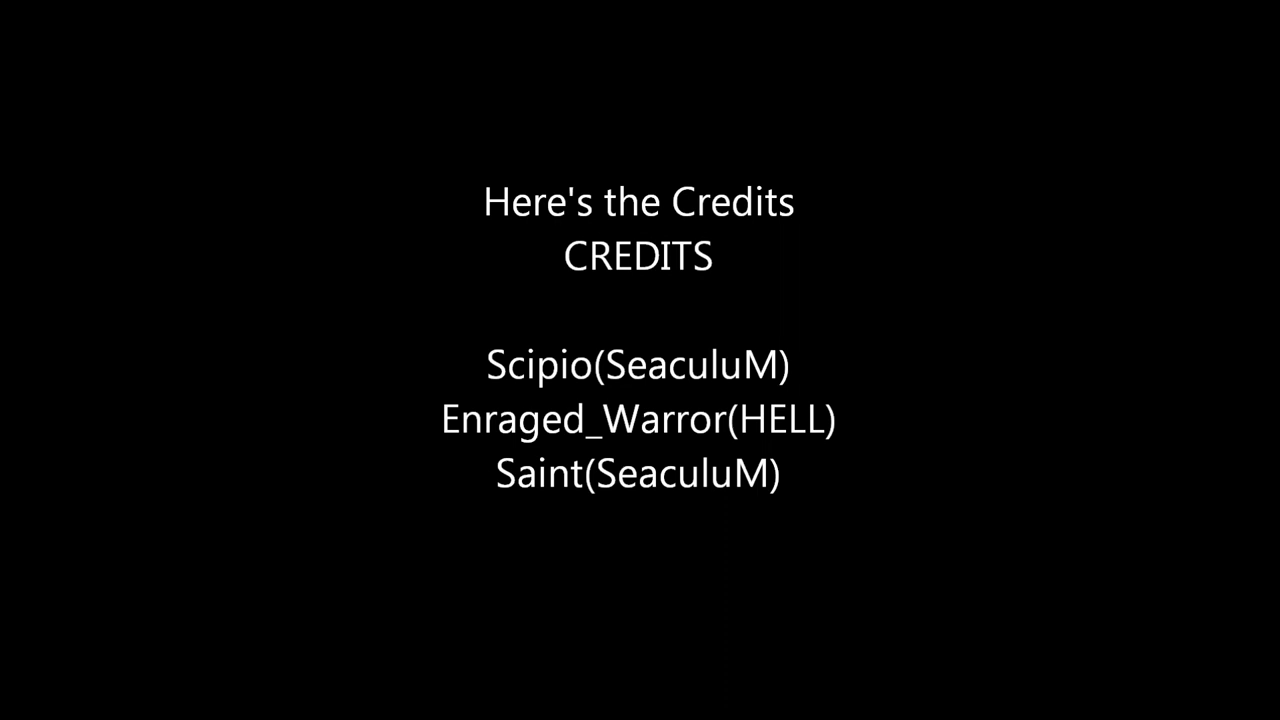 Here's the Credits
CREDITS
Scipio(SeaculuM)
Enraged_Warror(HELL)
Saint(SeaculuM)